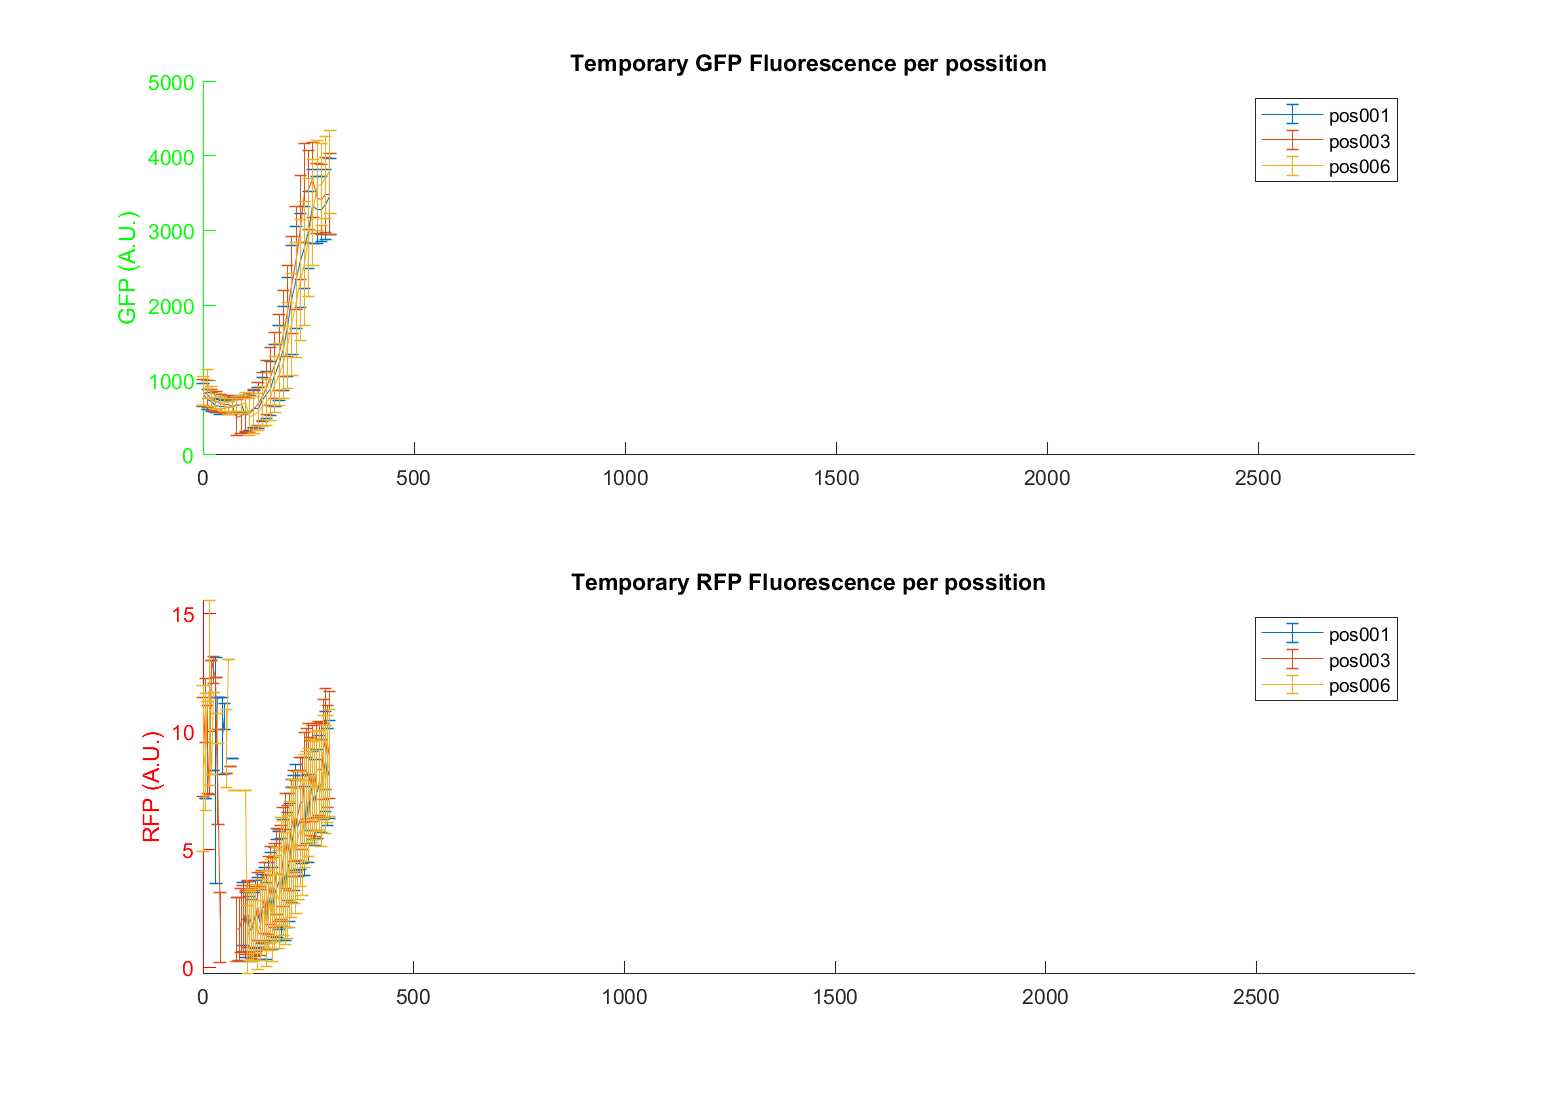 Temporary GFP Fluorescence per possition
5000
4000
3000
2000
1000
0
GFP (A.U.)
pos001
pos003
pos006
0 500 1000 1500 2000 2500
Temporary RFP Fluorescence per possition
15
10
5
0
RFP (A.U.)
pos001
pos003
pos006
0 500 1000 1500 2000 2500